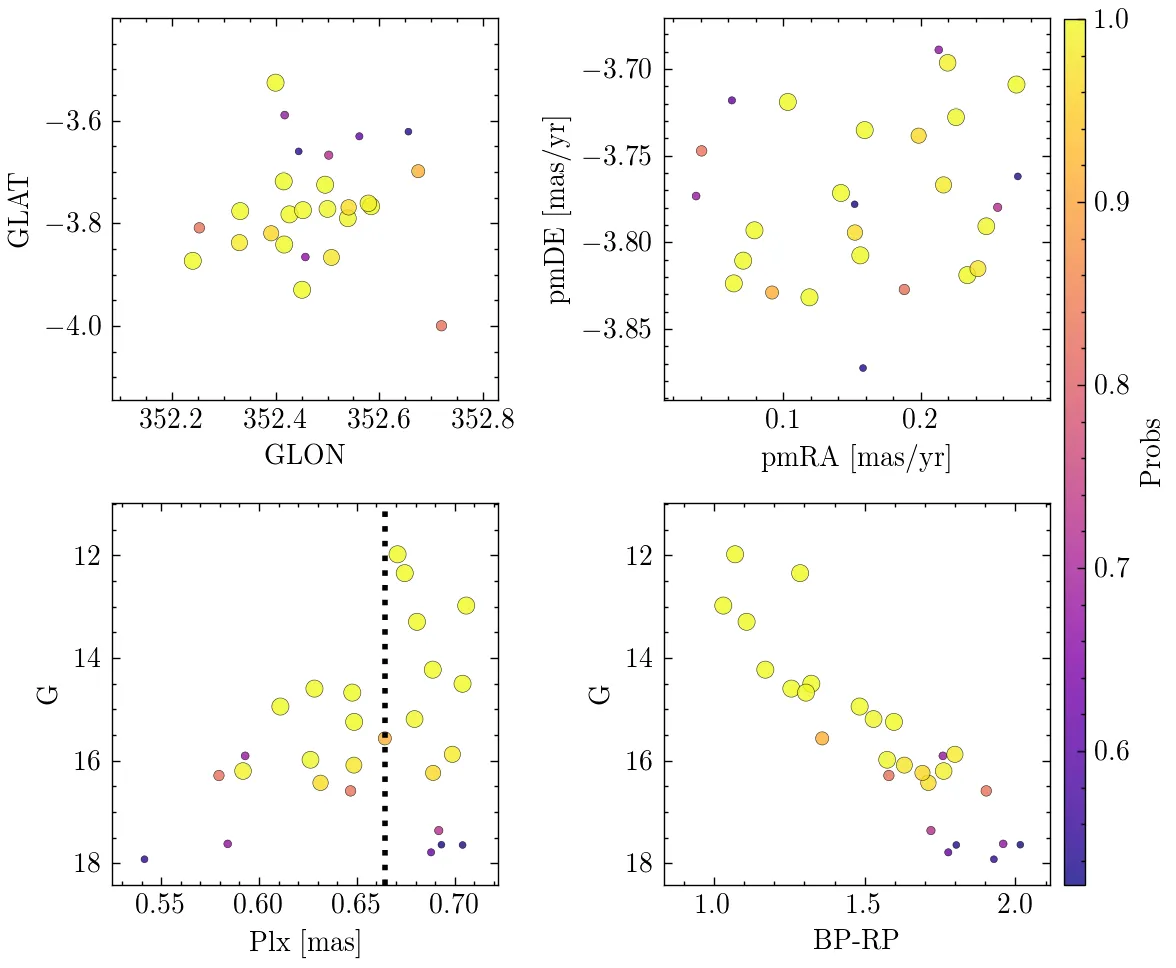 −3.6
−3.8
−4.0
GLAT
352.2 352.4 352.6 352.8
GLON
−3.70
−3.75
−3.80
−3.85
pmDE [mas/yr]
0.1 0.2
pmRA [mas/yr]
12
14
16
18
G
0.55 0.60 0.65 0.70
Plx [mas]
12
14
16
18
G
1.0 1.5 2.0
BP-RP
1.0
0.9
0.8
0.7
0.6
Probs